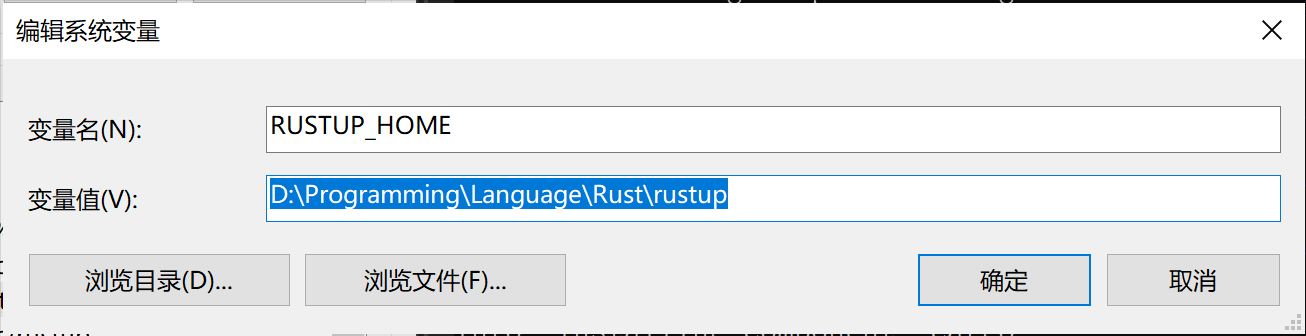 编辑系统变量
变量名(N):
RUSTUP_HOME
变量值(V):
D:\Programming\Language\Rust\rustup
浏览目录(D)...
浏览文件(F)...
确定
取消